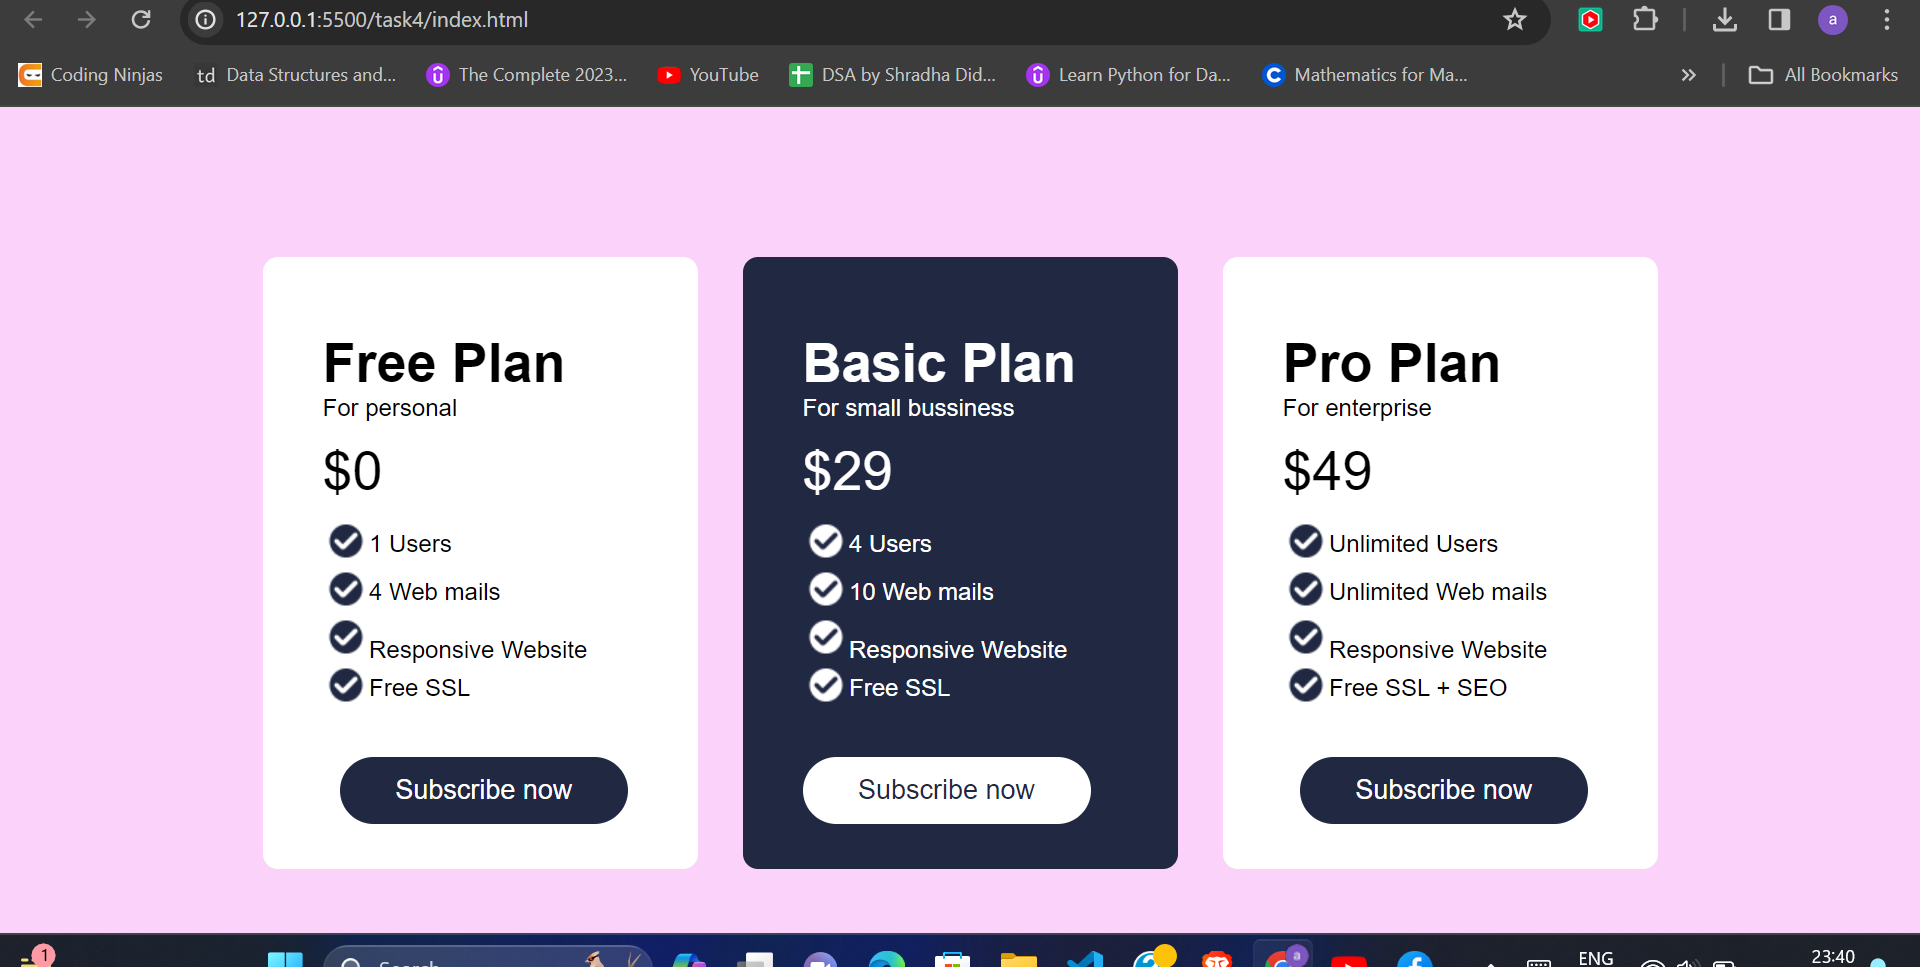 127.0.0.1:5500/task4/index.html
a
Coding Ninjas
td Data Structures and...
The Complete 2023...
YouTube
DSA by Shradha Did...
Learn Python for Da...
Mathematics for Ma...
»
All Bookmarks
Free Plan
For personal
$0
1 Users
4 Web mails
Responsive Website
Free SSL
Subscribe now
Basic Plan
For small bussiness
$29
4 Users
10 Web mails
Responsive Website
Free SSL
Subscribe now
Pro Plan
For enterprise
$49
Unlimited Users
Unlimited Web mails
Responsive Website
Free SSL + SEO
Subscribe now
1
Search
a
ENG
23:40